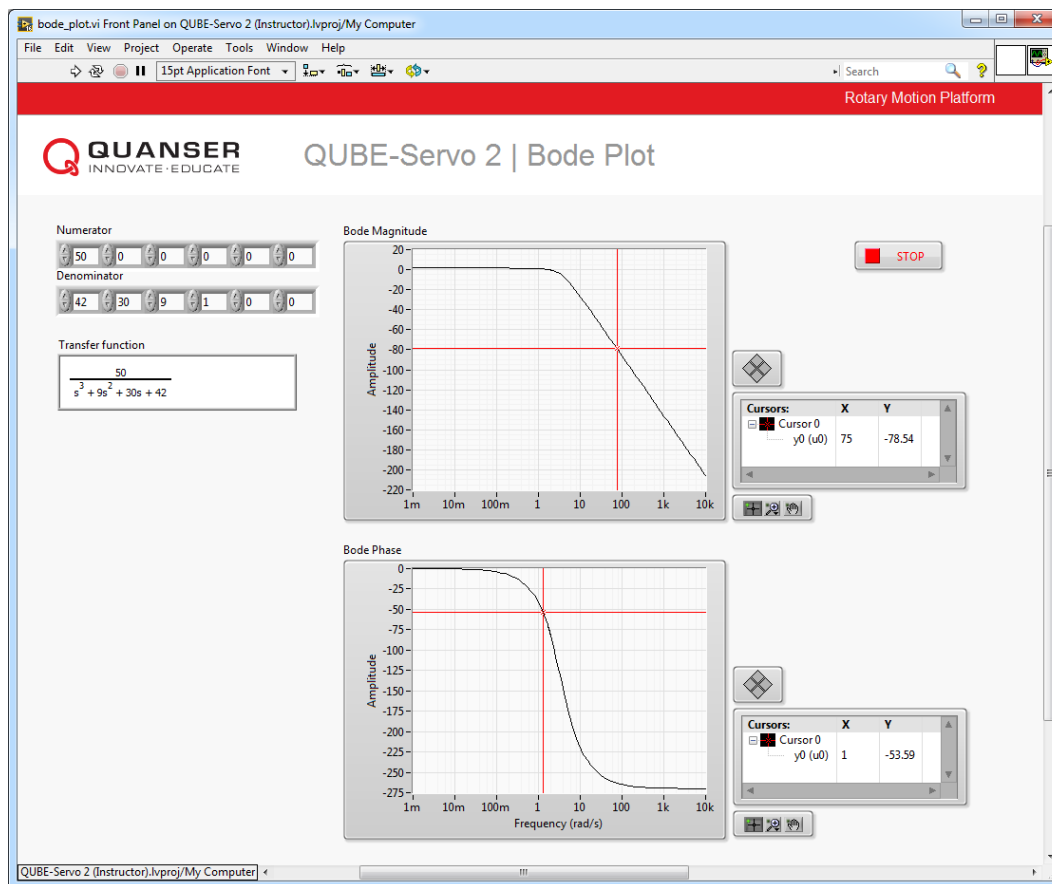 bode_plot.vi Front Panel on QUBE-Servo 2 (Instructor).lvproj/My Computer
File Edit View Project Operate Tools Window Help
15pt Application Font Search
Rotary Motion Platform
QUANSER
INNOVATE·EDUCATE
QUBE-Servo 2 | Bode Plot
Numerator
50 0 0 0 0 0
Denominator
42 30 9 1 0 0
Transfer function
50
s^3 + 9s^2 + 30s + 42
Bode Magnitude
20
0
-20
-40
-60
-80
-100
-120
-140
-160
-180
-200
-220
Amplitude
1m 10m 100m 1 10 100 1k 10k
STOP
Cursors: X Y
Cursor 0
y0 (u0) 75 -78.54
Bode Phase
0
-25
-50
-75
-100
-125
-150
-175
-200
-225
-250
-275
Amplitude
1m 10m 100m 1 10 100 1k 10k
Frequency (rad/s)
Cursors: X Y
Cursor 0
y0 (u0) 1 -53.59
QUBE-Servo 2 (Instructor).lvproj/My Computer